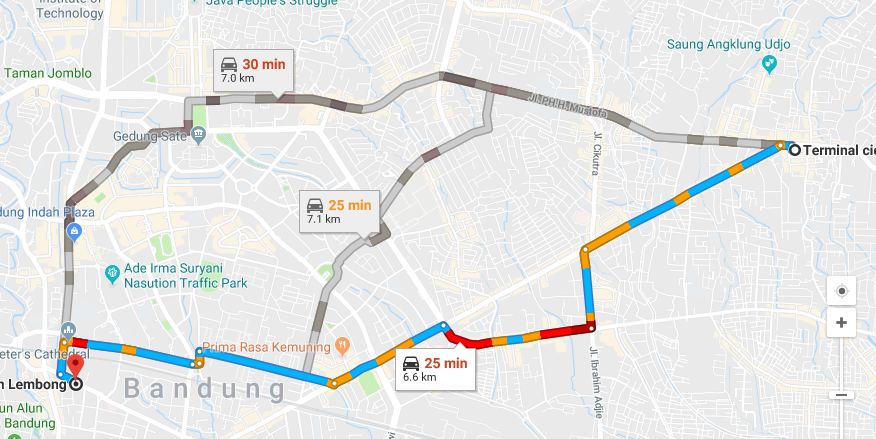 Institute of
Technology
Java People's Struggle
Taman Jomblo
Saung Angklung Udjo
30 min
7.0 km
Jl. PH.H. Mustofa
Gedung Sate
Jl. Cikutra
Terminal cic
25 min
7.1 km
Indah Plaza
Ade Irma Suryani
Nasution Traffic Park
Prima Rasa Kemuning
eter's Cathedral
25 min
6.6 km
Jl. Ibrahim Adjie
n Lembong
Bandung
un Alun
Bandung